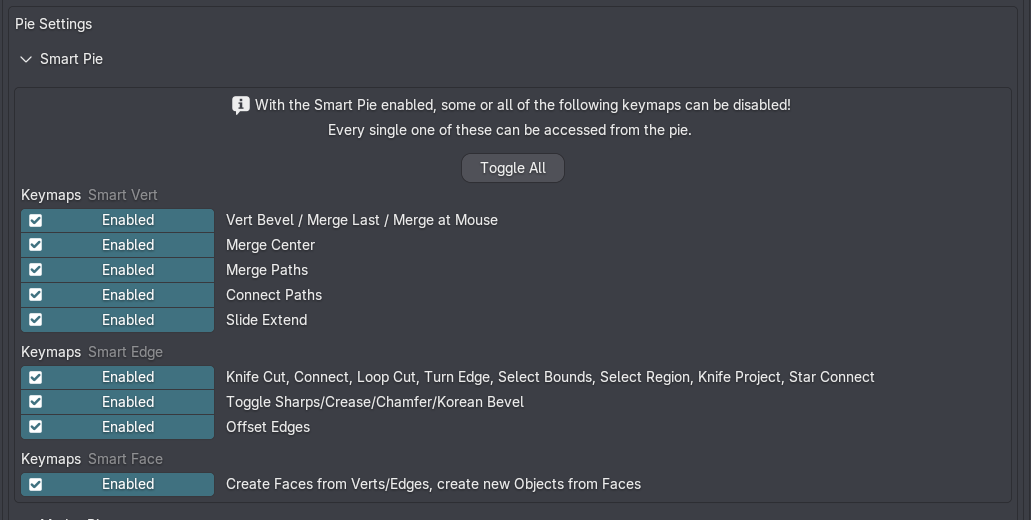 Pie Settings
Smart Pie
With the Smart Pie enabled, some or all of the following keymaps can be disabled!
Every single one of these can be accessed from the pie.
Toggle All
Keymaps Smart Vert
Enabled Vert Bevel / Merge Last / Merge at Mouse
Enabled Merge Center
Enabled Merge Paths
Enabled Connect Paths
Enabled Slide Extend
Keymaps Smart Edge
Enabled Knife Cut, Connect, Loop Cut, Turn Edge, Select Bounds, Select Region, Knife Project, Star Connect
Enabled Toggle Sharps/Crease/Chamfer/Korean Bevel
Enabled Offset Edges
Keymaps Smart Face
Enabled Create Faces from Verts/Edges, create new Objects from Faces